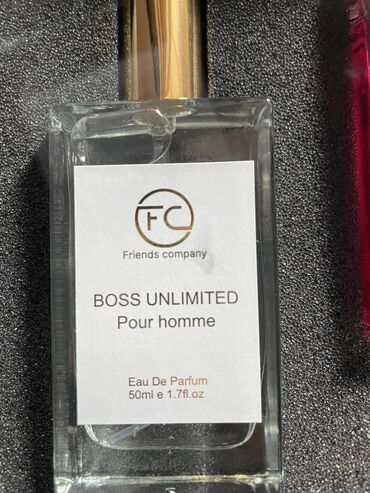 FC
Friends company
BOSS UNLIMITED
Pour homme
Eau De Parfum
50ml e 1.7fl.oz